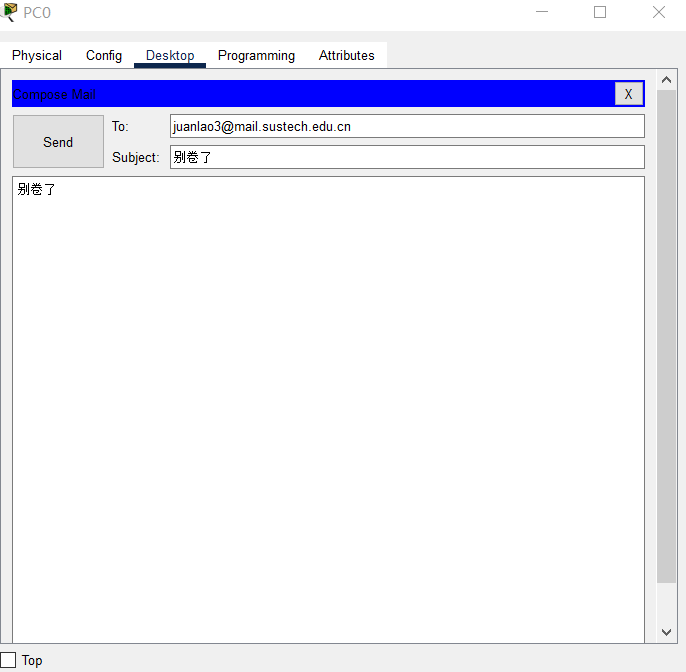 PC0
Physical Config Desktop Programming Attributes
Compose Mail X
Send
To: juanlao3@mail.sustech.edu.cn
Subject: 别卷了
别卷了
Top